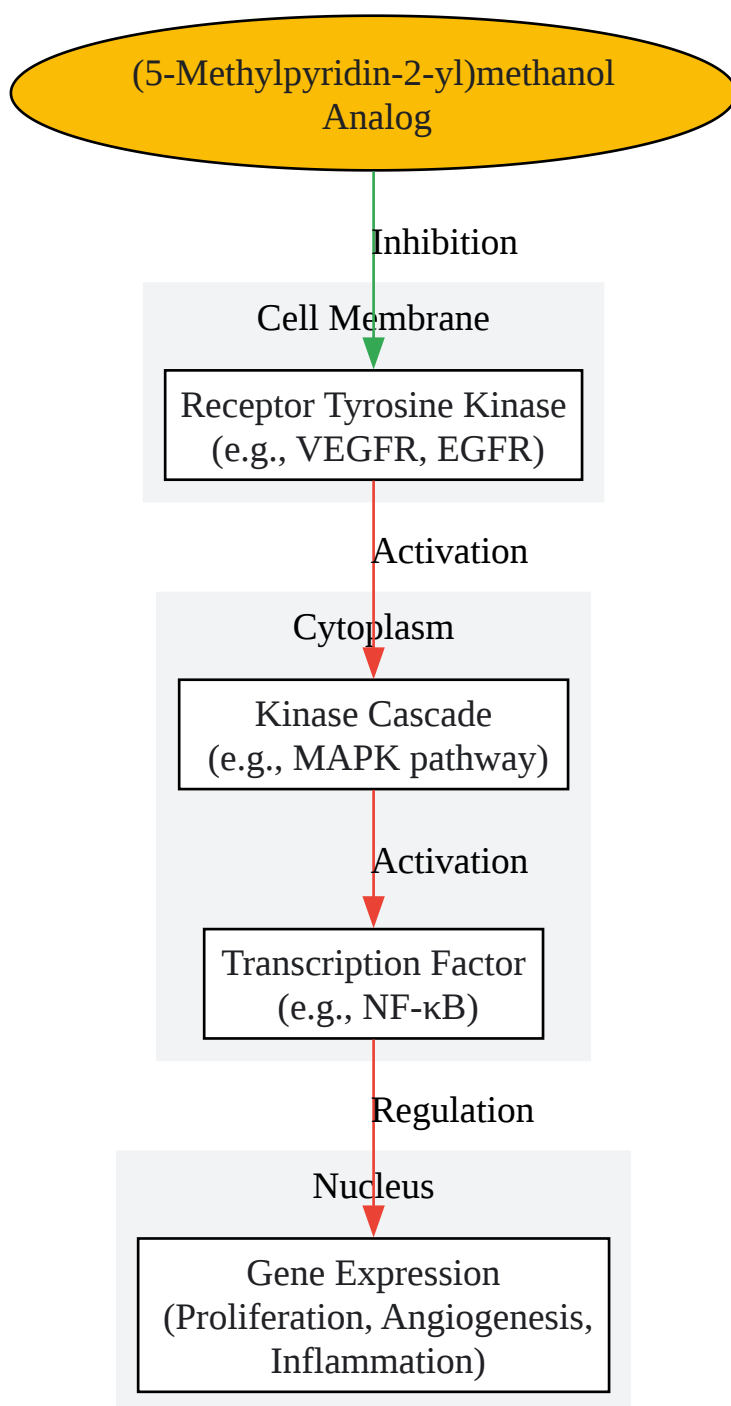 (5-Methylpyridin-2-yl)methanol
Analog
Inhibition
Cell Membrane
Receptor Tyrosine Kinase
(e.g., VEGFR, EGFR)
Activation
Cytoplasm
Kinase Cascade
(e.g., MAPK pathway)
Activation
Transcription Factor
(e.g., NF-κB)
Regulation
Nucleus
Gene Expression
(Proliferation, Angiogenesis,
Inflammation)